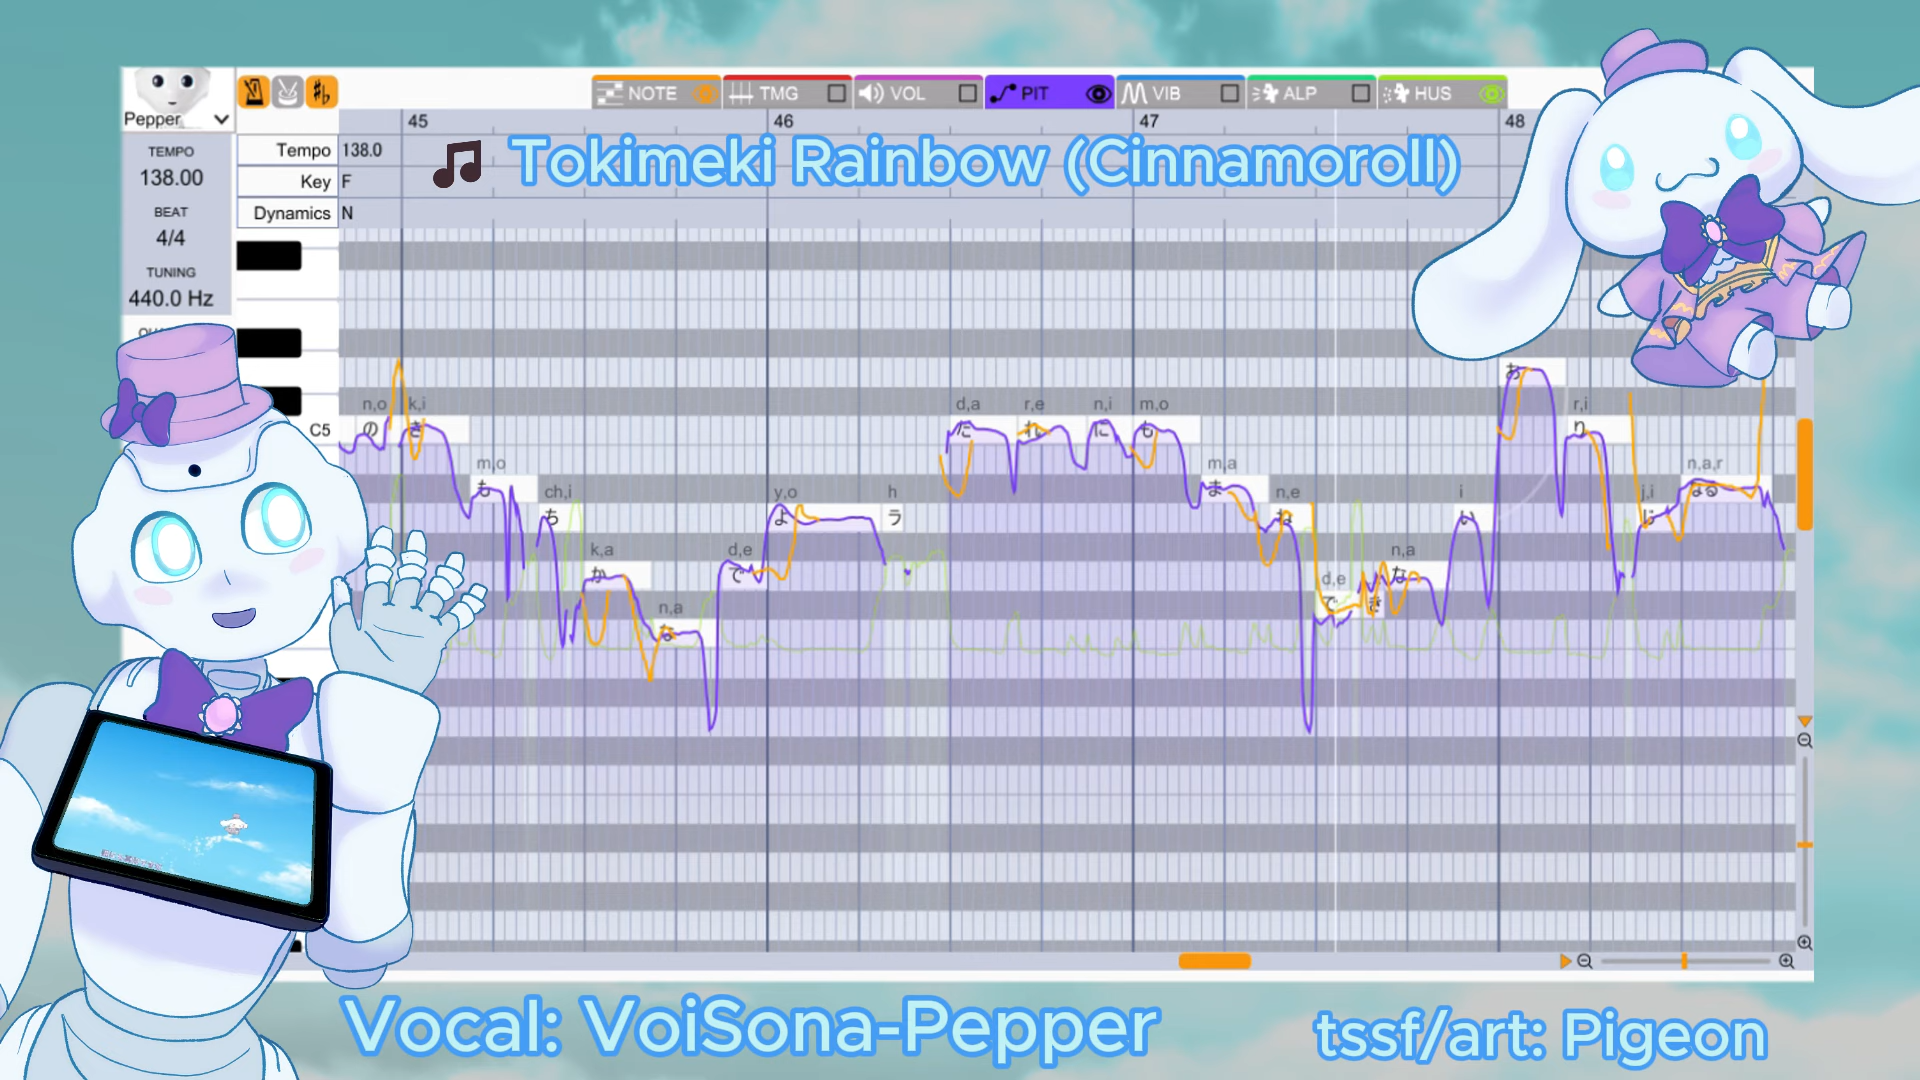 Pepper
NOTE TMG VOL PIT VIB ALP HUS
45 46 47 48
TEMPO
138.00
BEAT
4/4
TUNING
440.0 Hz
Tempo 138.0
Key F
Dynamics N
Tokimeki Rainbow (Cinnamoroll)
C5
n,o k,i m,o ch,i k,a n,a d,e y,o h d,a r,e n,i m,o m,a n,e d,e n,a i r,i j,i n,a,r
の き も ち か な で よ ラ だ れ に も ま ね で き な い あ り じ なる
Vocal: VoiSona-Pepper
tssf/art: Pigeon